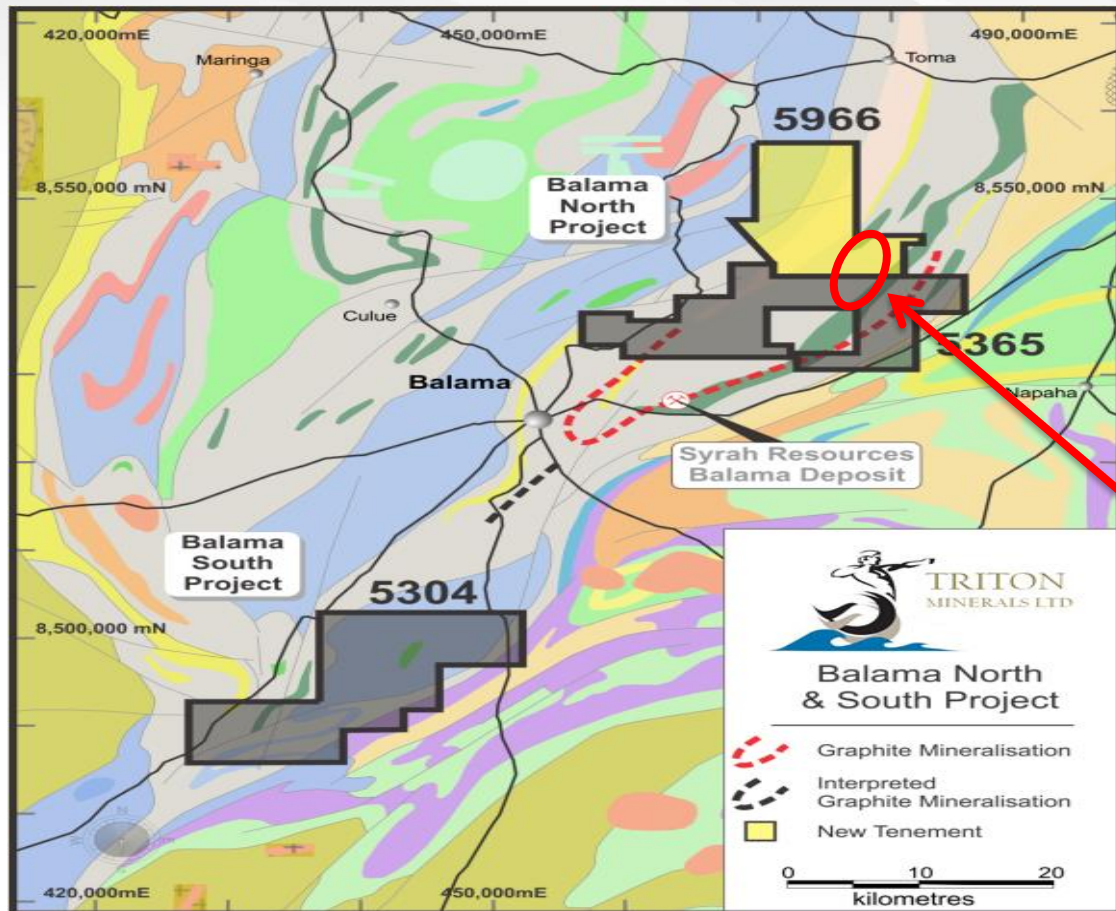 420,000mE
450,000mE
490,000mE
Maringa
Toma
5966
8,550,000 mN
8,550,000 mN
Balama
North
Project
Culue
5365
Balama
Napaha
Syrah Resources
Balama Deposit
Balama
South
Project
5304
8,500,000 mN
TRITON
MINERALS LTD
Balama North
& South Project
Graphite Mineralisation
Interpreted
Graphite Mineralisation
New Tenement
0 10 20
kilometres
N
420,000mE
450,000mE